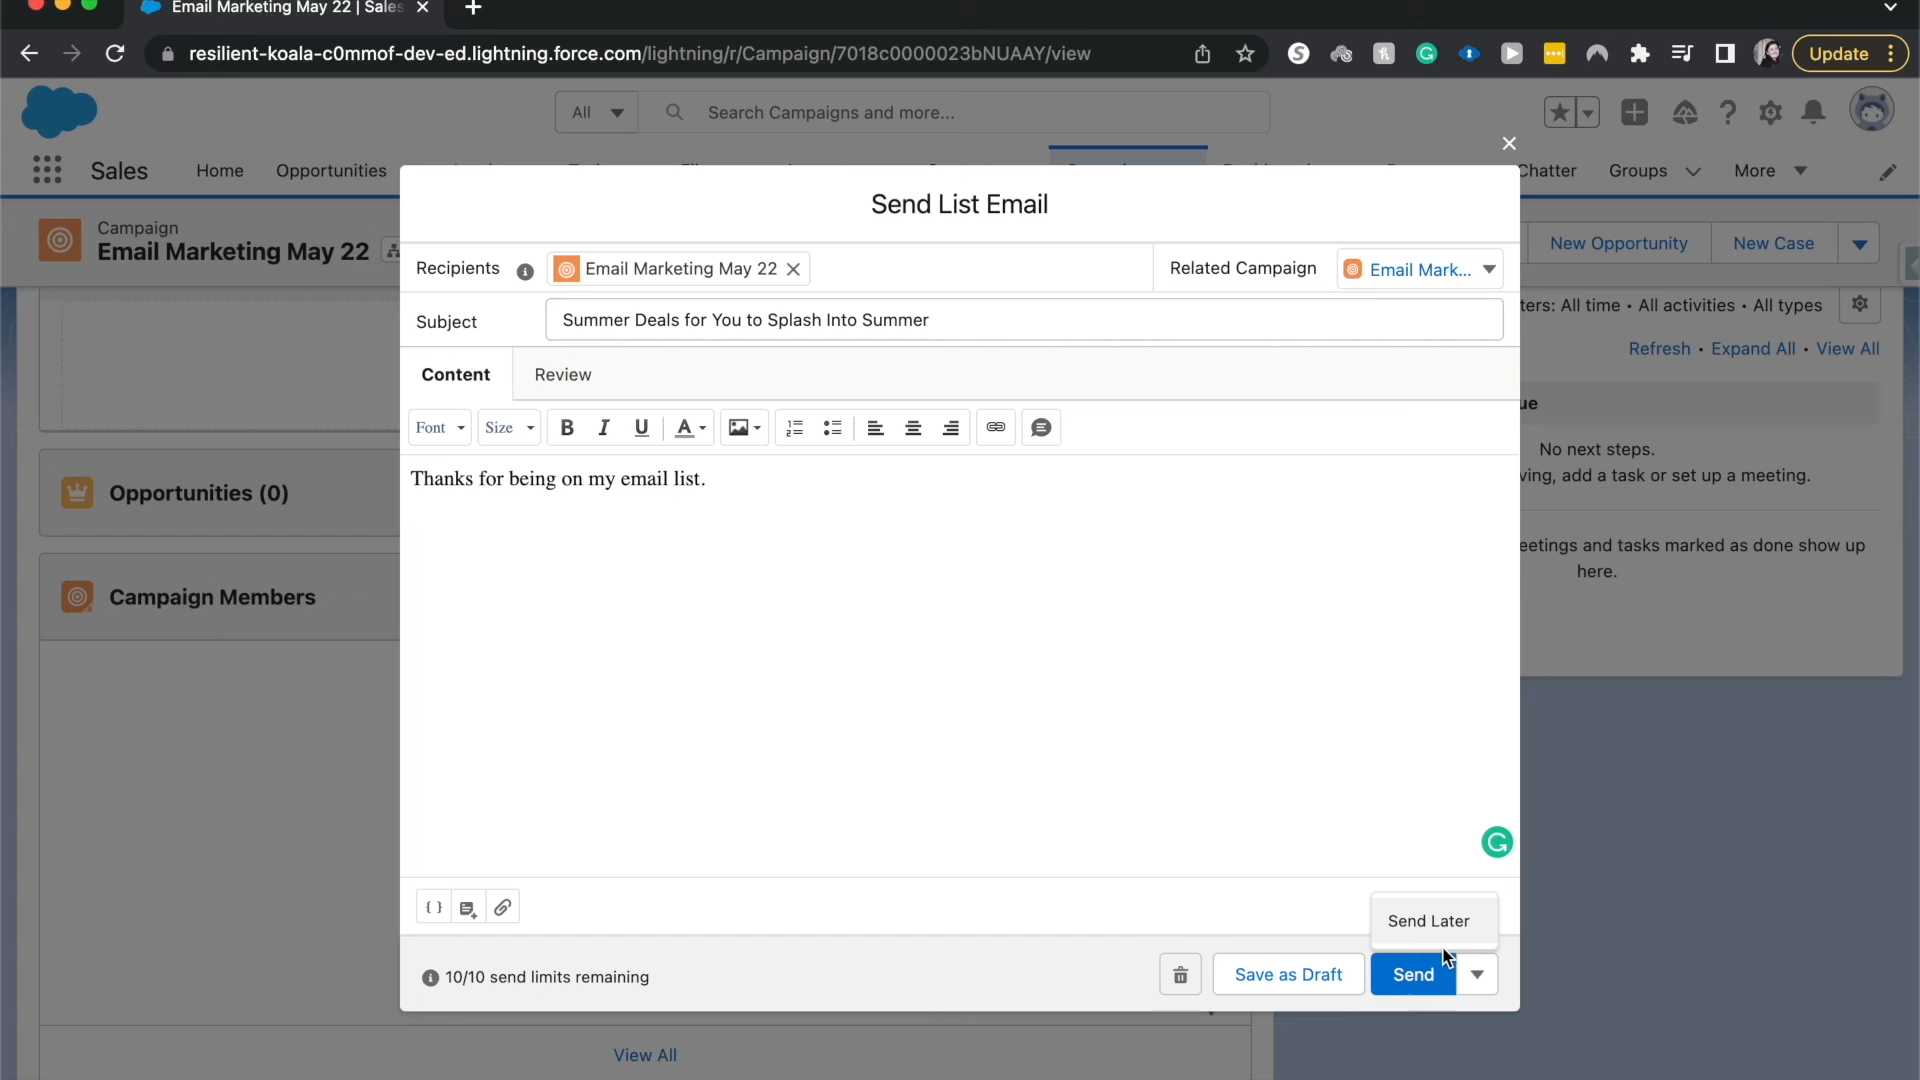 Email Marketing May 22 | Sales
resilient-koala-c0mmof-dev-ed.lightning.force.com/lightning/r/Campaign/7018c0000023bNUAAY/view
Update
All
Search Campaigns and more...
Sales
Home
Opportunities
Chatter
Groups
More
Campaign
Email Marketing May 22
New Opportunity
New Case
Send List Email
Recipients
Email Marketing May 22
Related Campaign
Email Mark...
Subject
Summer Deals for You to Splash Into Summer
ters: All time • All activities • All types
Refresh • Expand All • View All
Content
Review
Font
Size
B I U A
ue
No next steps.
ving, add a task or set up a meeting.
Thanks for being on my email list.
Opportunities (0)
eetings and tasks marked as done show up
here.
Campaign Members
{ }
Send Later
10/10 send limits remaining
Save as Draft
Send
View All